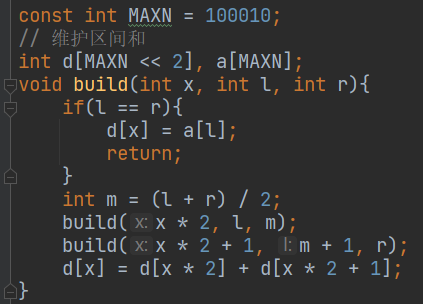 const int MAXN = 100010;
// 维护区间和
int d[MAXN << 2], a[MAXN];
void build(int x, int l, int r){
    if(l == r){
        d[x] = a[l];
        return;
    }
    int m = (l + r) / 2;
    build(x: x * 2, l, m);
    build(x: x * 2 + 1, l: m + 1, r);
    d[x] = d[x * 2] + d[x * 2 + 1];
}